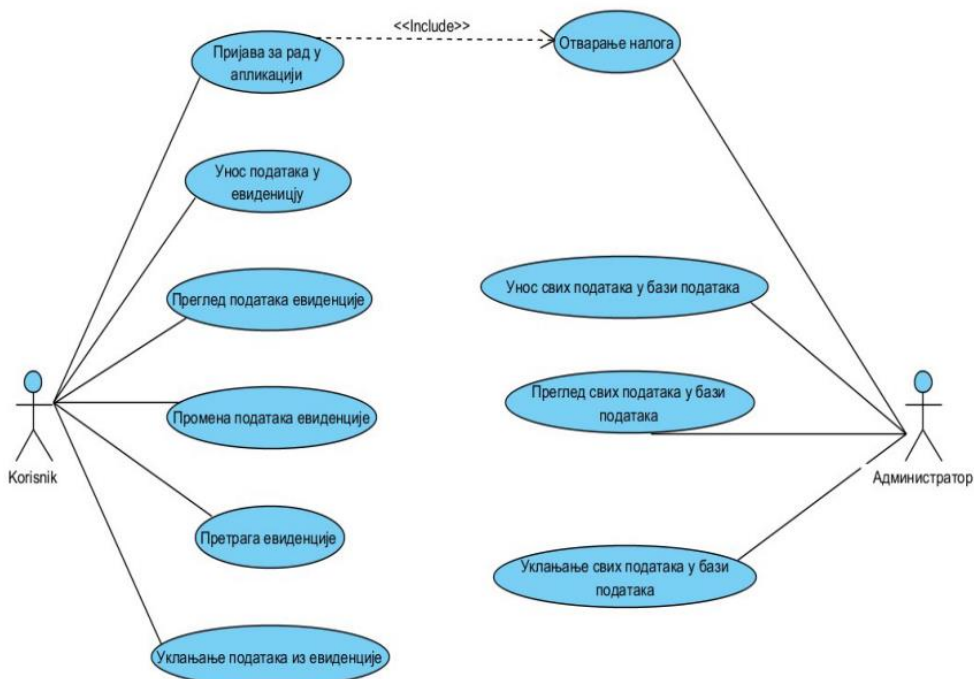 <<Include>>
Пријава за рад у
апликацији
Отварање налога
Унос података у
евиденицју
Преглед података евиденције
Унос свих података у бази података
Промена података евиденције
Преглед свих података у бази
података
Korisnik
Администратор
Претрага евиденције
Уклањање свих података у бази
података
Уклањање података из евиденције